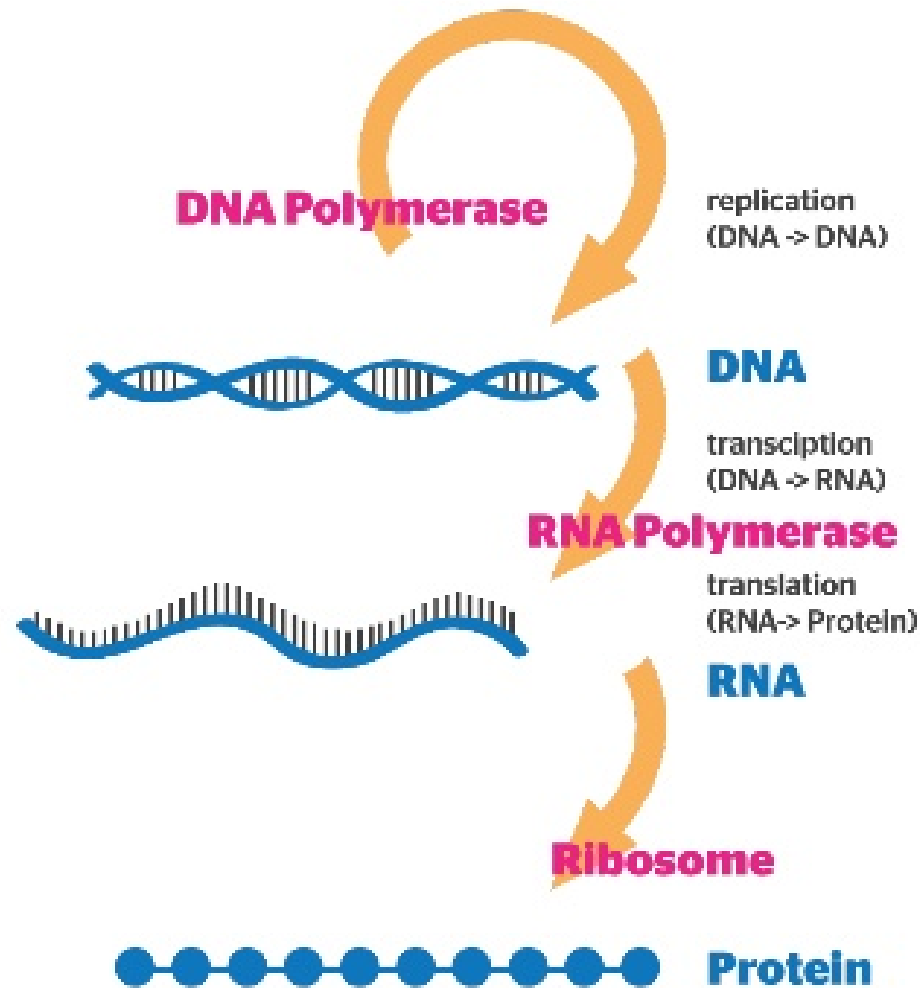 DNA Polymerase
replication
(DNA -> DNA)
DNA
transciption
(DNA -> RNA)
RNA Polymerase
translation
(RNA-> Protein)
RNA
Ribosome
Protein